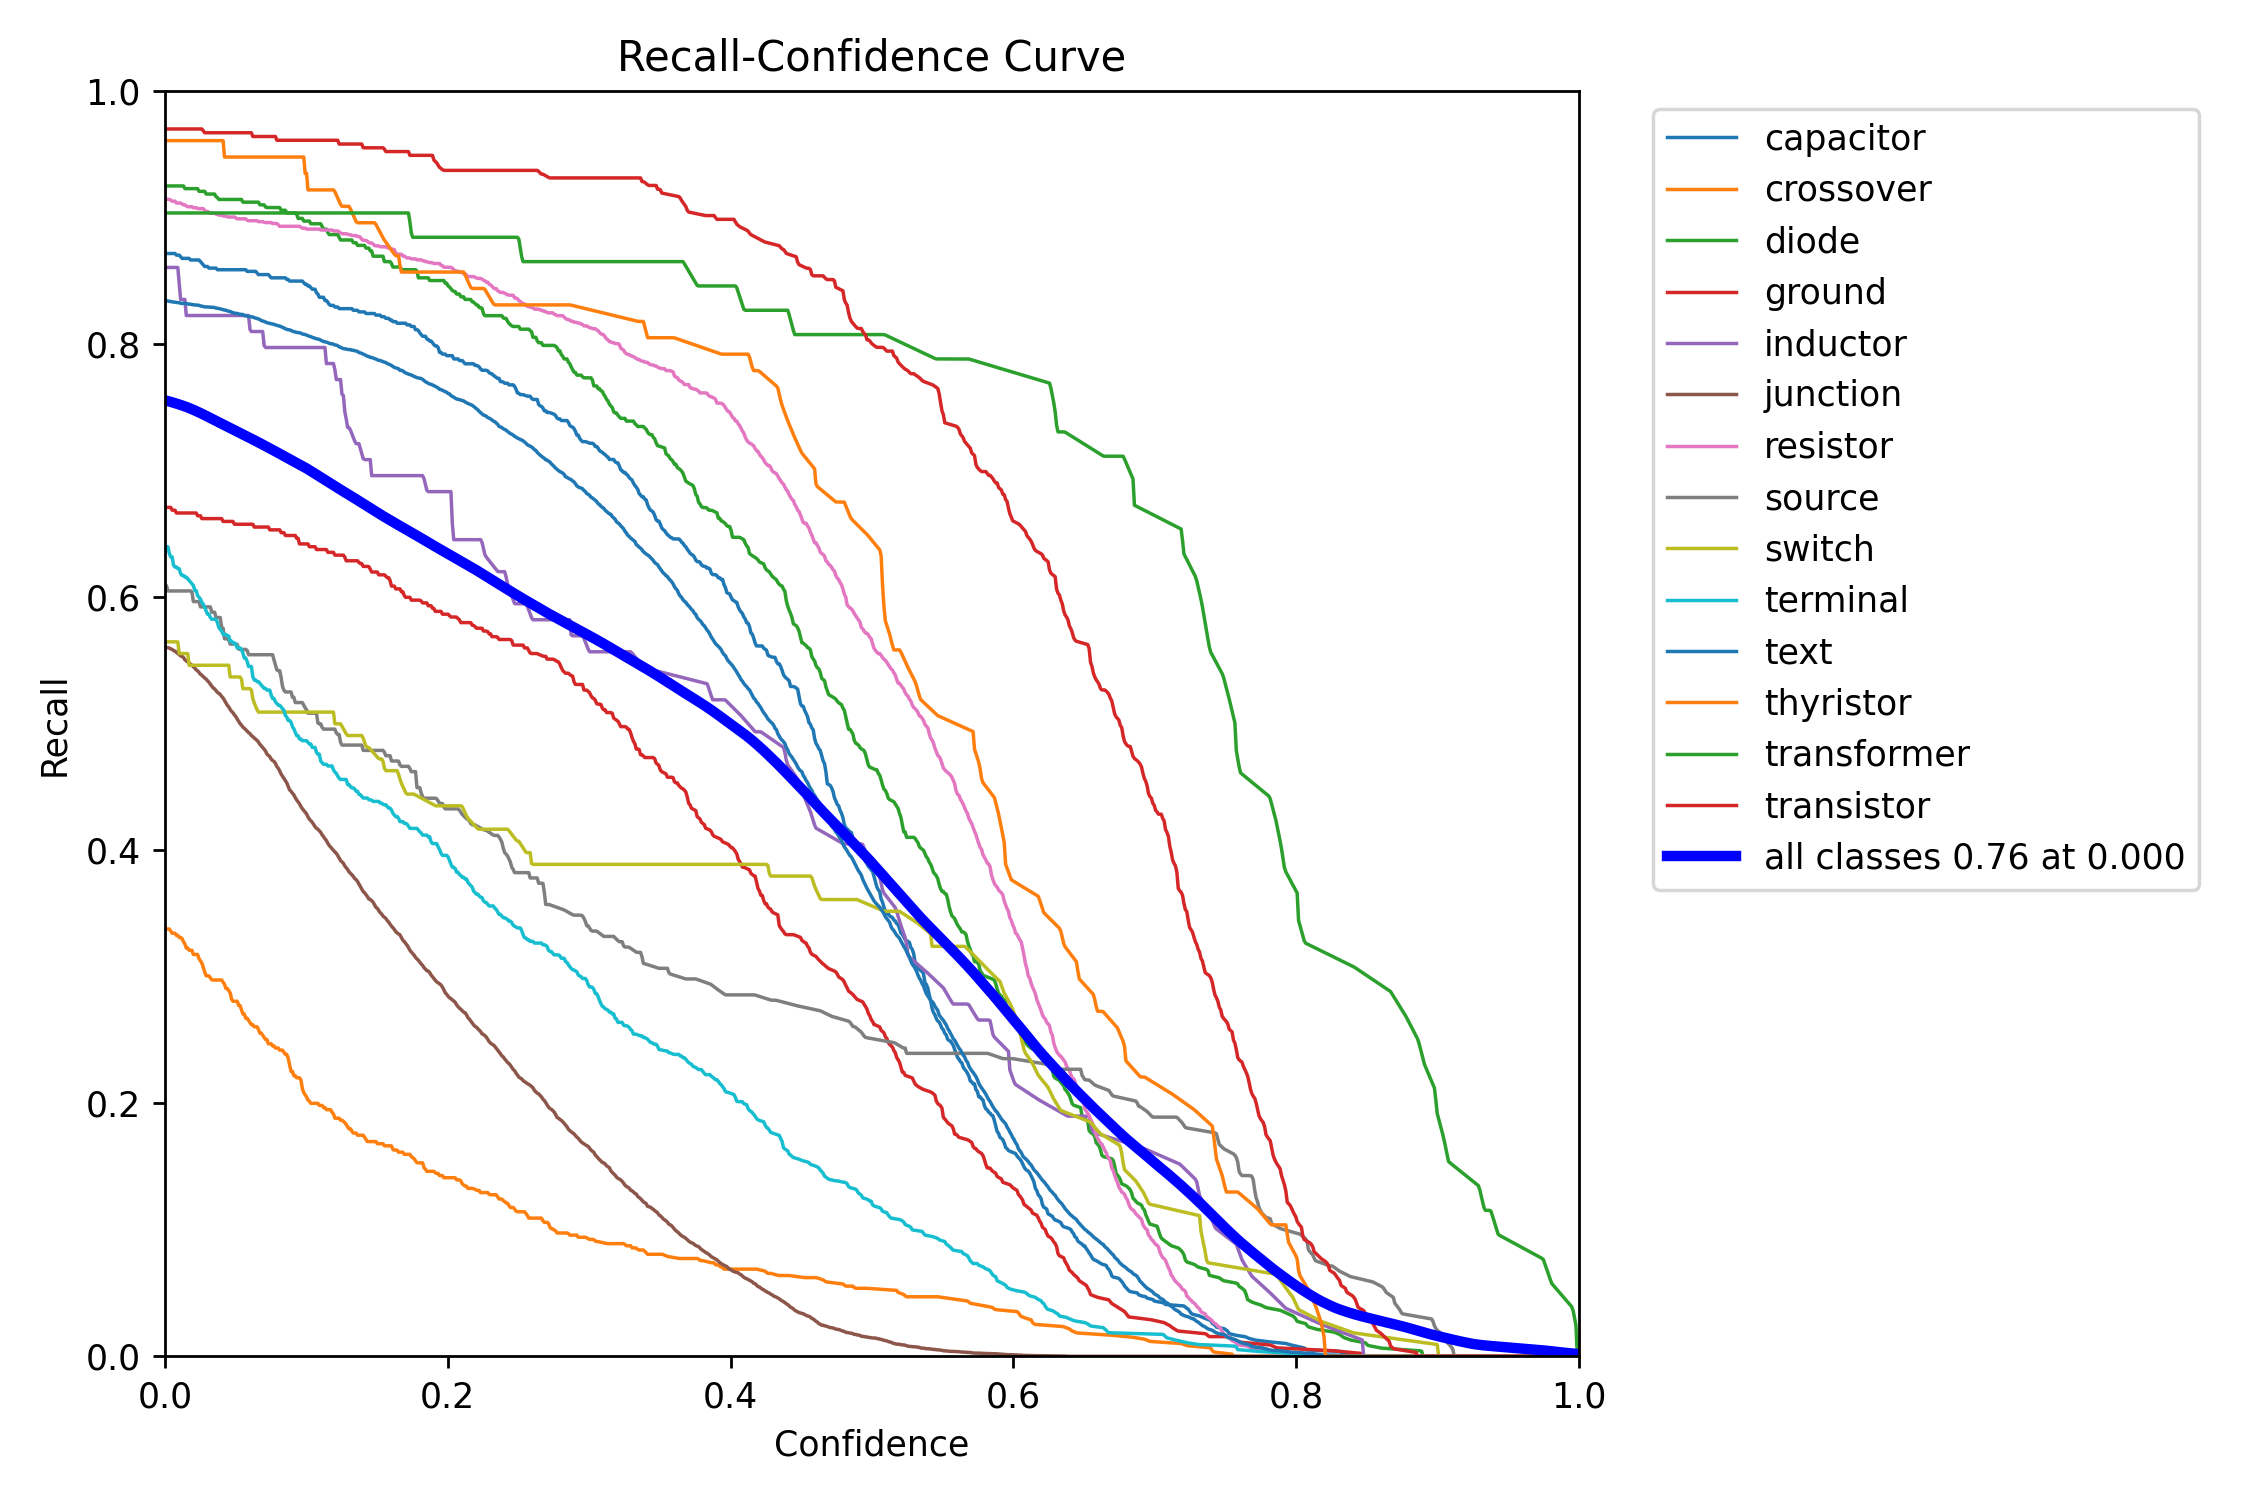 Recall-Confidence Curve
1.0
0.8
0.6
0.4
0.2
0.0
Recall
0.0 0.2 0.4 0.6 0.8 1.0
Confidence
capacitor
crossover
diode
ground
inductor
junction
resistor
source
switch
terminal
text
thyristor
transformer
transistor
all classes 0.76 at 0.000